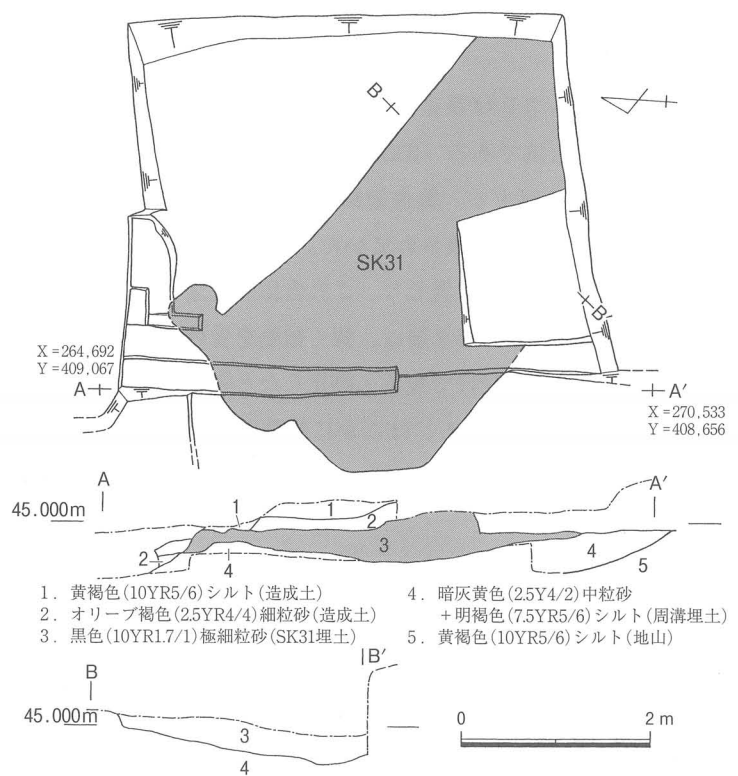 B
SK31
B
X＝264,692
Y＝409,067
A
A′
X＝270,533
Y＝408,656
A
A′
45.000m
1
1
2
3
2
4
4
5
1．黄褐色(10YR5/6)シルト(造成土)
2．オリーブ褐色(2.5YR4/4)細粒砂(造成土)
3．黒色(10YR1.7/1)極細粒砂(SK31埋土)
4．暗灰黄色(2.5Y4/2)中粒砂
＋明褐色(7.5YR5/6)シルト(周溝埋土)
5．黄褐色(10YR5/6)シルト(地山)
B
B′
45.000m
3
4
0
2 m